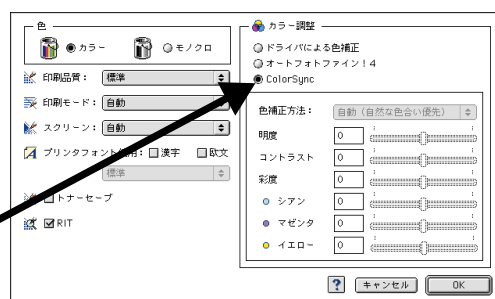 色
カラー
モノクロ
印刷品質： 標準
印刷モード： 自動
スクリーン： 自動
プリンタフォント使用： 漢字 欧文
標準
トナーセーブ
RIT
カラー調整
ドライバによる色補正
オートフォトファイン！4
ColorSync
色補正方法： 自動（自然な色合い優先）
明度 0
コントラスト 0
彩度 0
シアン 0
マゼンタ 0
イエロー 0
? キャンセル OK